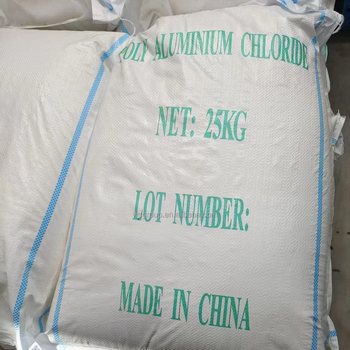 POLY ALUMINIUM CHLORIDE
NET: 25KG
LOT NUMBER:
MADE IN CHINA